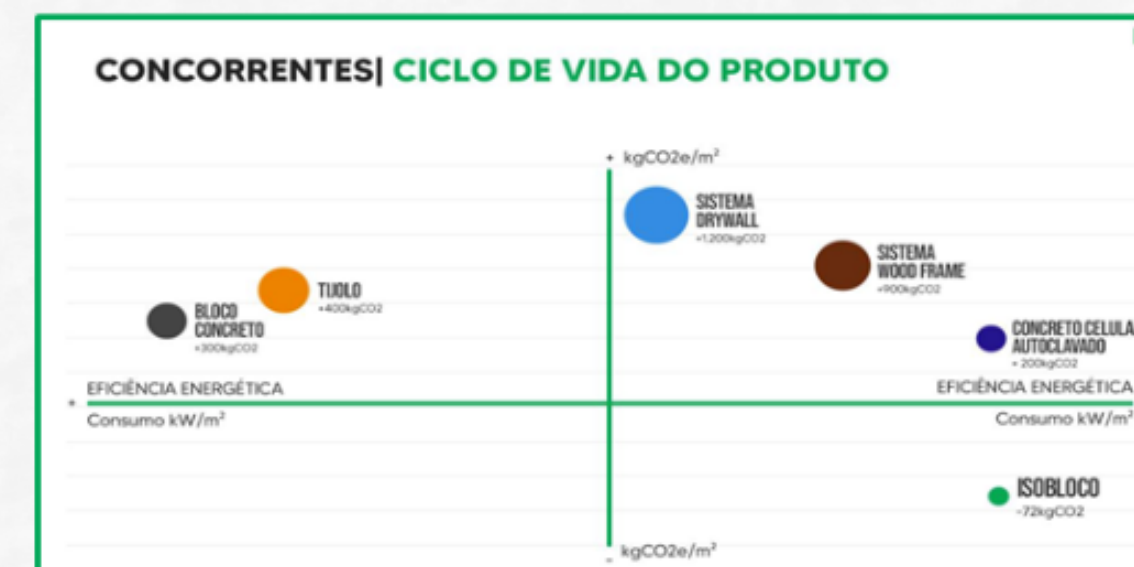 CONCORRENTES| CICLO DE VIDA DO PRODUTO
+ kgCO2e/m²
SISTEMA
DRYWALL
+1.200kgCO2
SISTEMA
WOOD FRAME
+900kgCO2
TIJOLO
+400kgCO2
BLOCO
CONCRETO
+300kgCO2
CONCRETO CELULA
AUTOCLAVADO
+ 200kgCO2
EFICIÊNCIA ENERGÉTICA
EFICIÊNCIA ENERGÉTICA
+
Consumo kW/m²
Consumo kW/m²
ISOBLOCO
-72kgCO2
- kgCO2e/m²